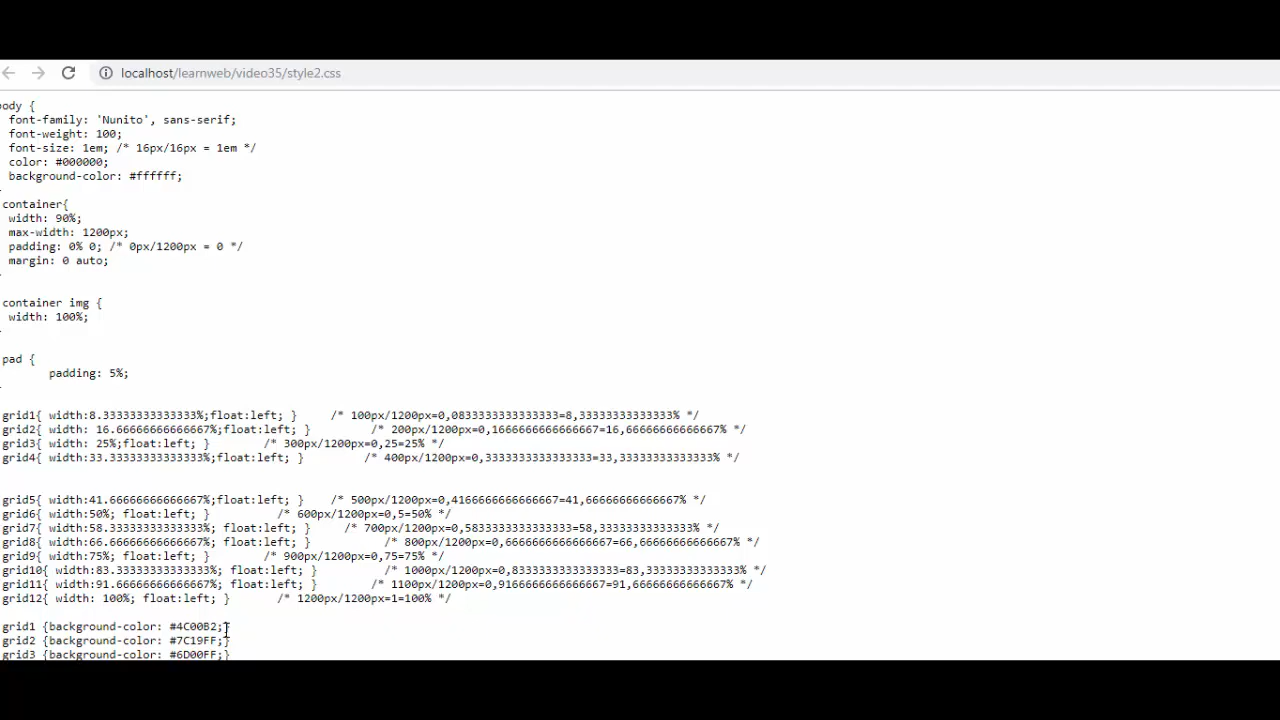 localhost/learnweb/video35/style2.css
body {
font-family: 'Nunito', sans-serif;
font-weight: 100;
font-size: 1em; /* 16px/16px = 1em */
color: #000000;
background-color: #ffffff;
container{
width: 90%;
max-width: 1200px;
padding: 0% 0; /* 0px/1200px = 0 */
margin: 0 auto;
container img {
width: 100%;
pad {
padding: 5%;
grid1{ width:8.33333333333333%;float:left; } /* 100px/1200px=0,0833333333333333=8,33333333333333% */
grid2{ width: 16.66666666666667%;float:left; } /* 200px/1200px=0,1666666666666667=16,66666666666667% */
grid3{ width: 25%;float:left; } /* 300px/1200px=0,25=25% */
grid4{ width:33.33333333333333%;float:left; } /* 400px/1200px=0,3333333333333333=33,33333333333333% */
grid5{ width:41.66666666666667%;float:left; } /* 500px/1200px=0,4166666666666667=41,66666666666667% */
grid6{ width:50%; float:left; } /* 600px/1200px=0,5=50% */
grid7{ width:58.3333333333333%; float:left; } /* 700px/1200px=0,5833333333333333=58,33333333333333% */
grid8{ width:66.6666666666667%; float:left; } /* 800px/1200px=0,6666666666666667=66,66666666666667% */
grid9{ width:75%; float:left; } /* 900px/1200px=0,75=75% */
grid10{ width:83.3333333333333%; float:left; } /* 1000px/1200px=0,8333333333333333=83,33333333333333% */
grid11{ width:91.6666666666667%; float:left; } /* 1100px/1200px=0,9166666666666667=91,66666666666667% */
grid12{ width: 100%; float:left; } /* 1200px/1200px=1=100% */
grid1 {background-color: #4C00B2;}
grid2 {background-color: #7C19FF;}
grid3 {background-color: #6D00FF;}